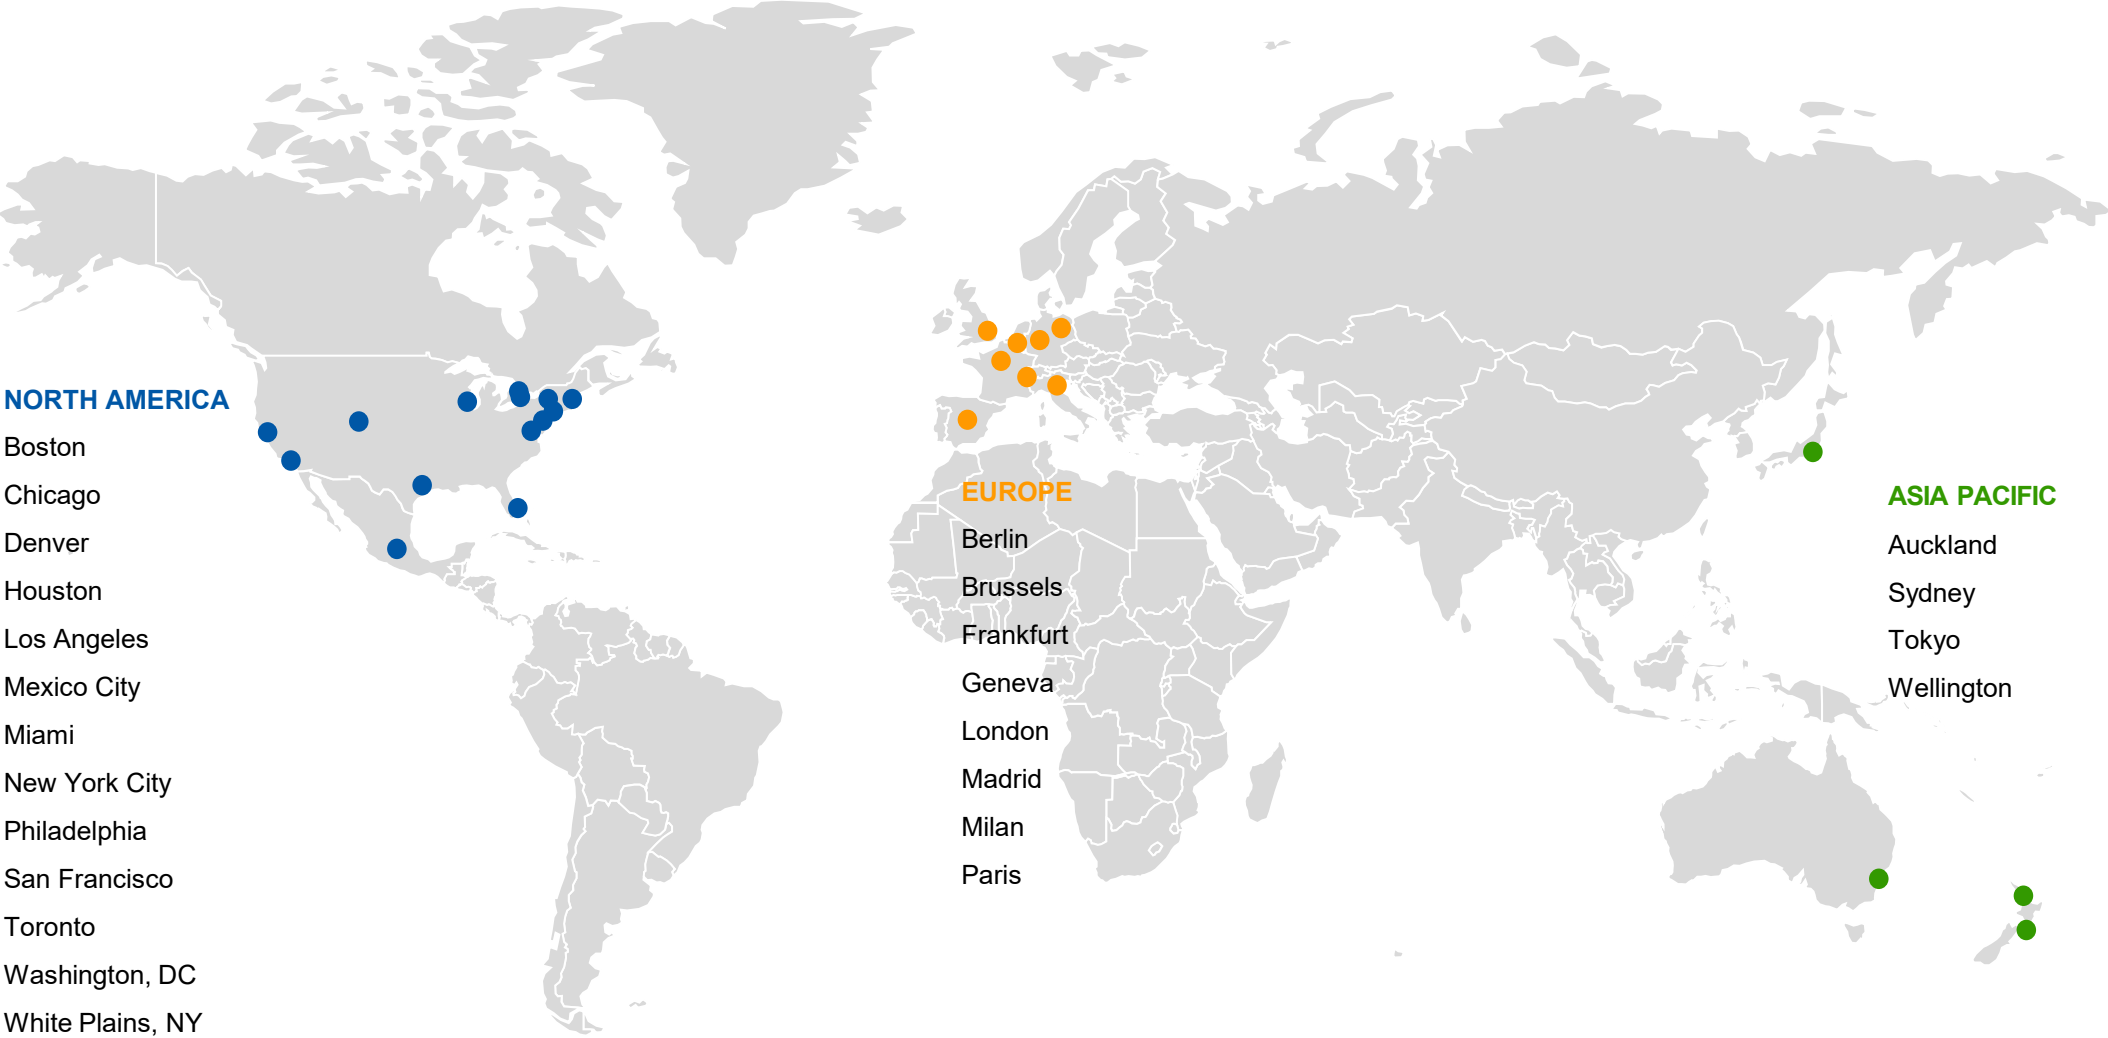 NORTH AMERICA
Boston
Chicago
Denver
Houston
Los Angeles
Mexico City
Miami
New York City
Philadelphia
San Francisco
Toronto
Washington, DC
White Plains, NY
EUROPE
Berlin
Brussels
Frankfurt
Geneva
London
Madrid
Milan
Paris
ASIA PACIFIC
Auckland
Sydney
Tokyo
Wellington